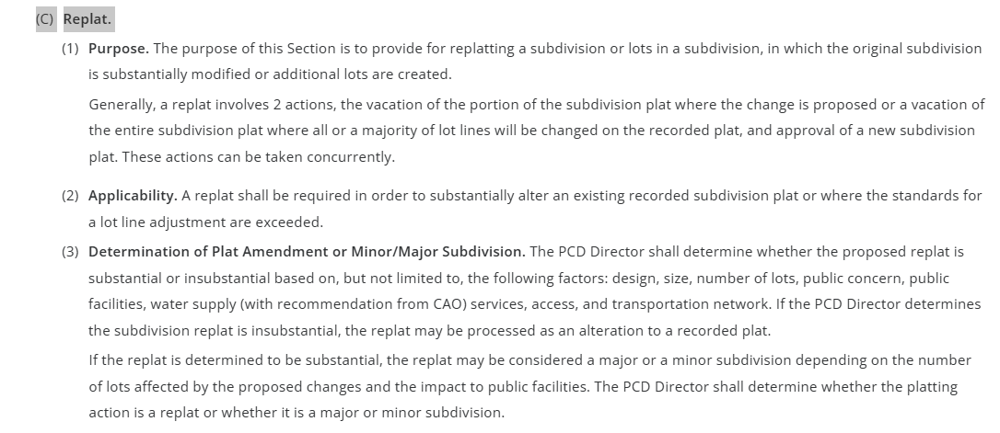 (C) Replat.
(1) Purpose. The purpose of this Section is to provide for replatting a subdivision or lots in a subdivision, in which the original subdivision
is substantially modified or additional lots are created.
Generally, a replat involves 2 actions, the vacation of the portion of the subdivision plat where the change is proposed or a vacation of
the entire subdivision plat where all or a majority of lot lines will be changed on the recorded plat, and approval of a new subdivision
plat. These actions can be taken concurrently.
(2) Applicability. A replat shall be required in order to substantially alter an existing recorded subdivision plat or where the standards for
a lot line adjustment are exceeded.
(3) Determination of Plat Amendment or Minor/Major Subdivision. The PCD Director shall determine whether the proposed replat is
substantial or insubstantial based on, but not limited to, the following factors: design, size, number of lots, public concern, public
facilities, water supply (with recommendation from CAO) services, access, and transportation network. If the PCD Director determines
the subdivision replat is insubstantial, the replat may be processed as an alteration to a recorded plat.
If the replat is determined to be substantial, the replat may be considered a major or a minor subdivision depending on the number
of lots affected by the proposed changes and the impact to public facilities. The PCD Director shall determine whether the platting
action is a replat or whether it is a major or minor subdivision.